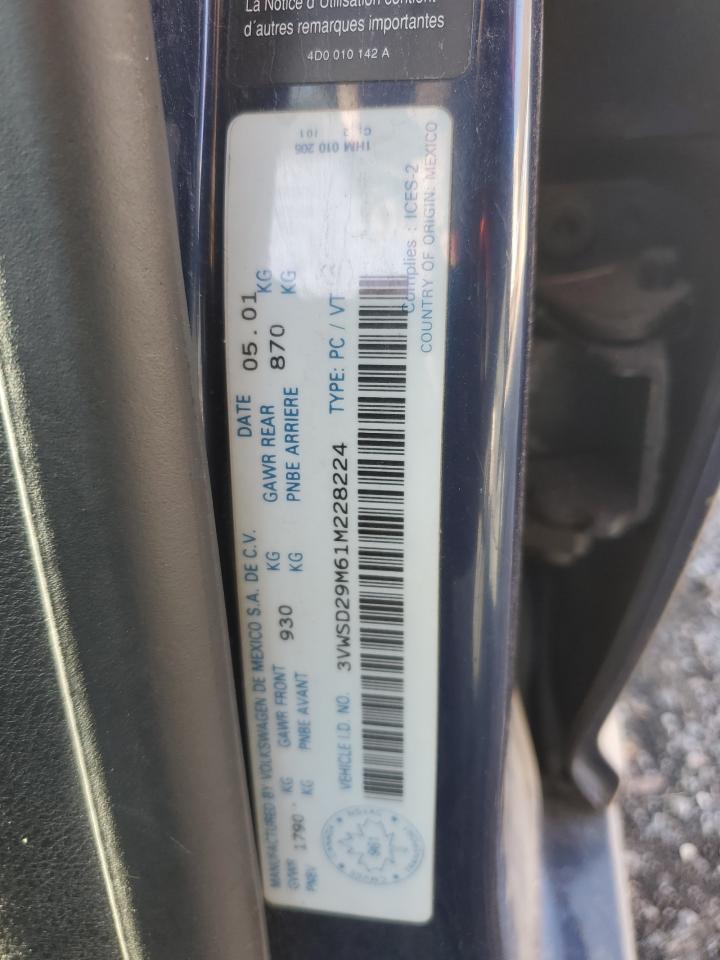 La Notice d'Utilisation contient
d'autres remarques importantes
4D0 010 142 A
1HM 010 206
MANUFACTURED BY VOLKSWAGEN DE MEXICO S.A. DE C.V. DATE 05.01
GVWR 1790 KG GAWR FRONT 930 KG GAWR REAR 870 KG
PNBV KG PNBE AVANT KG PNBE ARRIERE KG
VEHICLE I.D. NO. 3VWSD29M61M228224 TYPE: PC / VT
Complies : ICES-2
COUNTRY OF ORIGIN: MEXICO